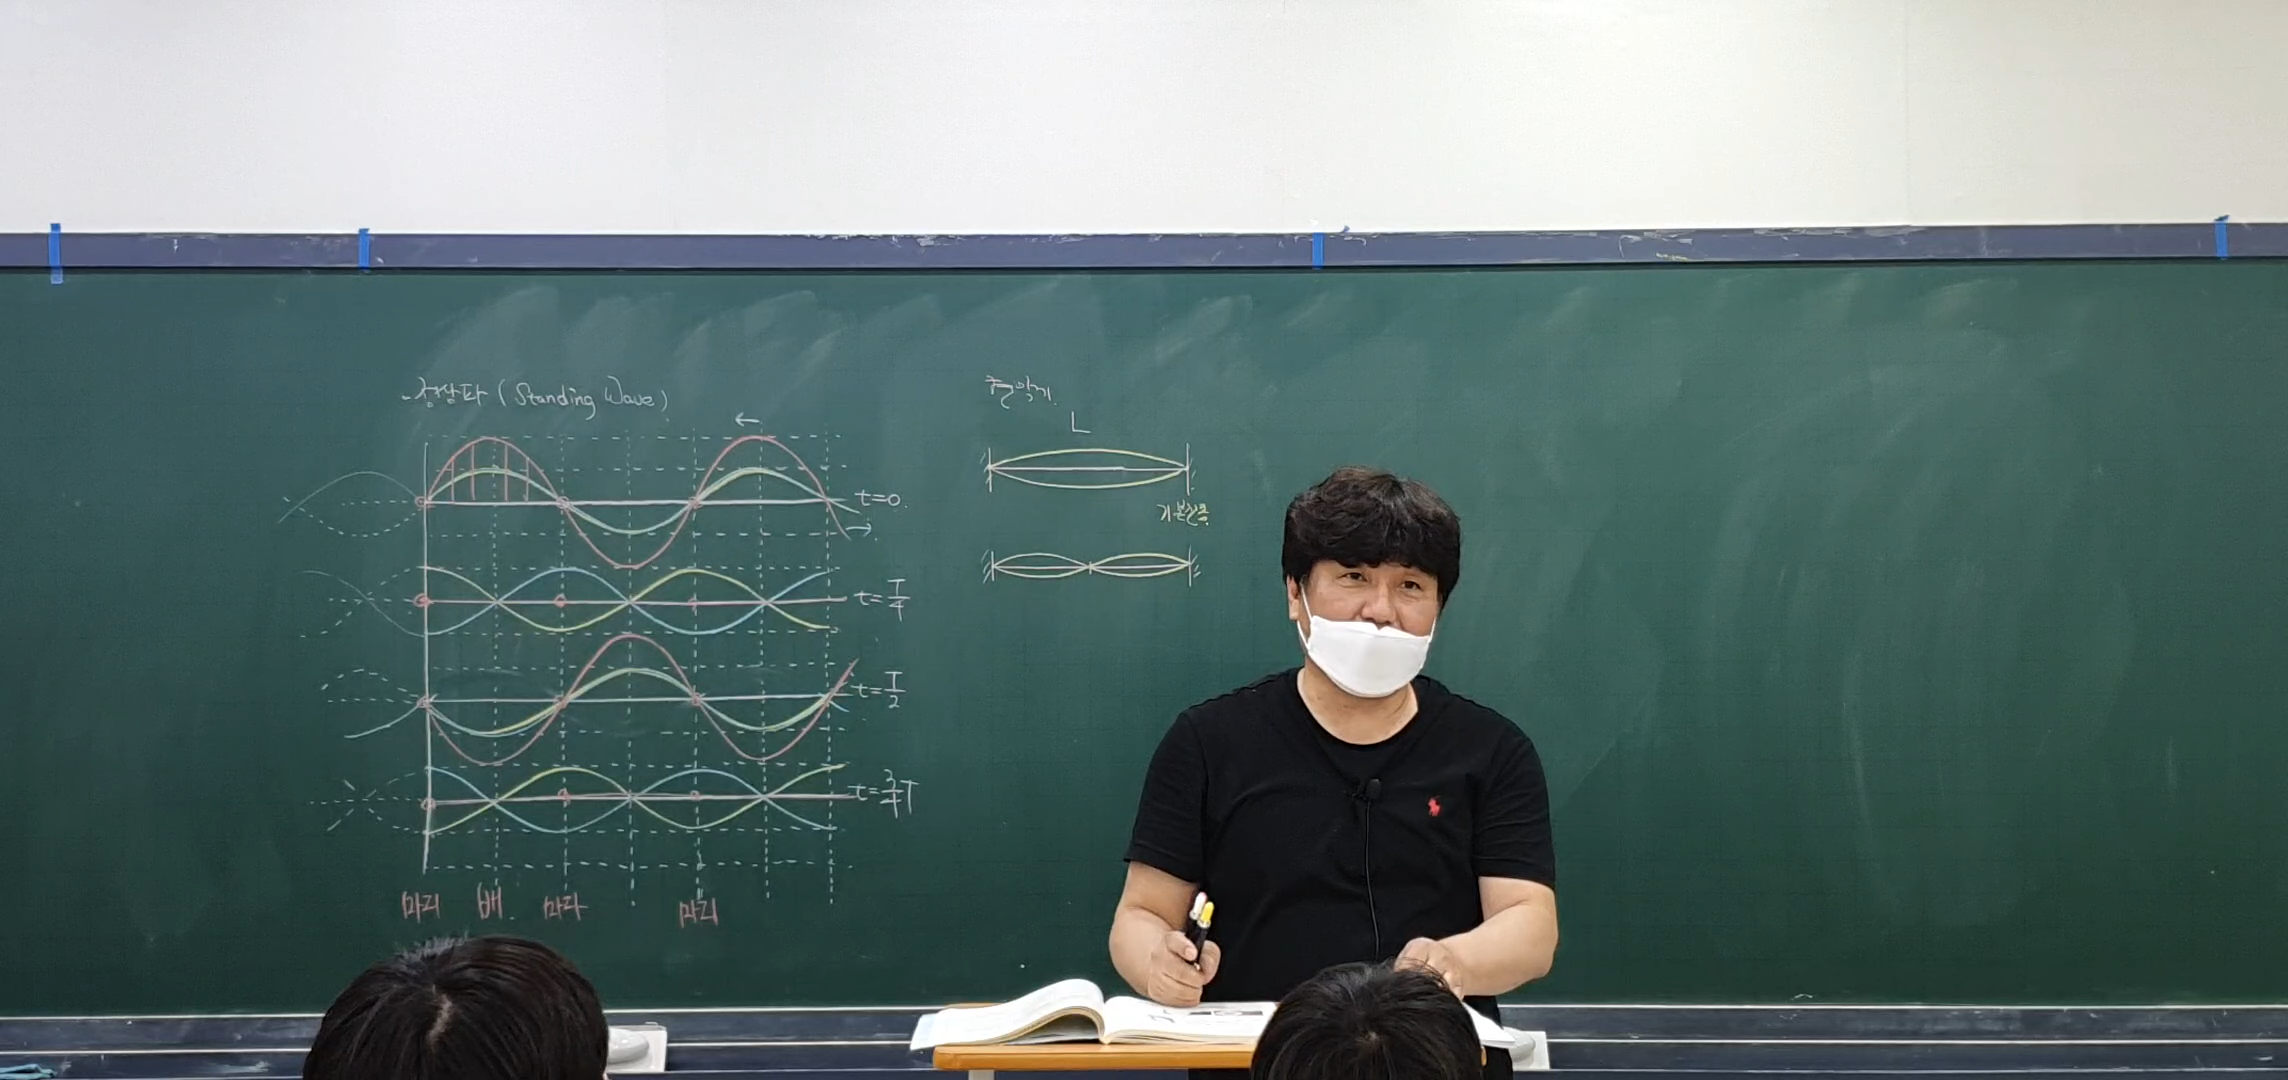 정상파 (Standing Wave)
t=0
t=T/4
t=T/2
t=3/4T
마디 배 마디 마디
현악기
L
기본진동